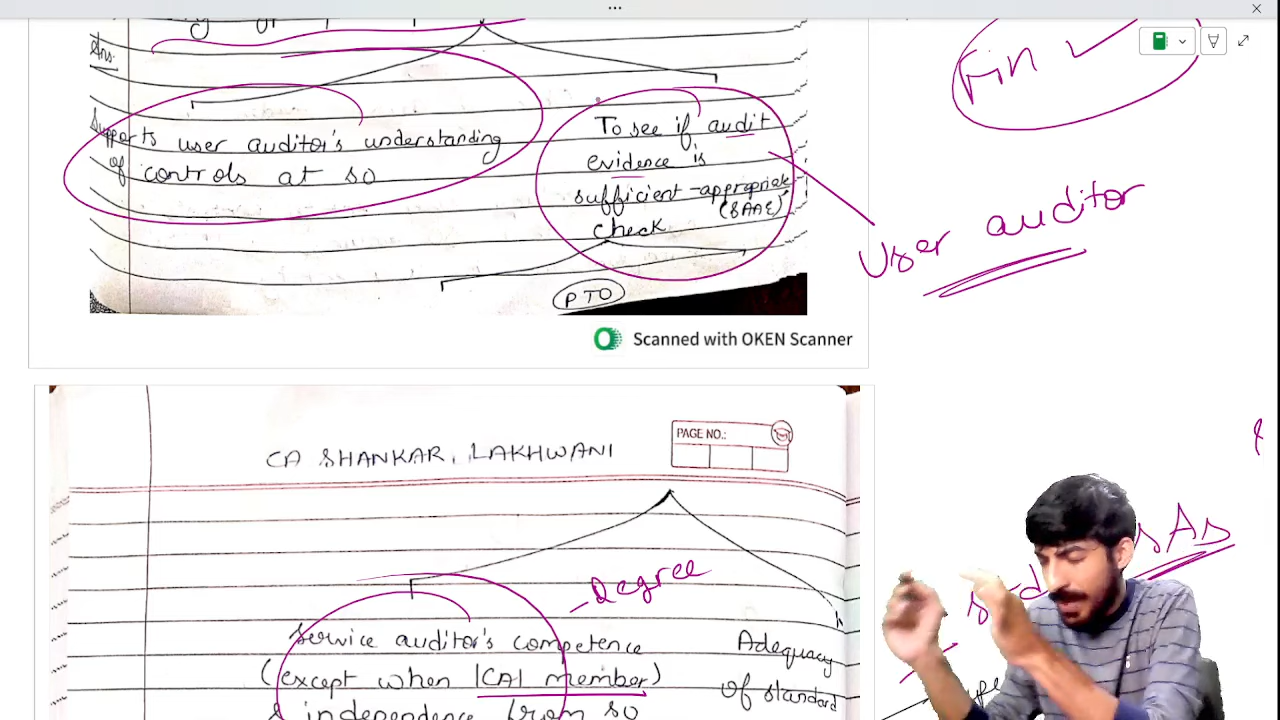 Fin
Ans.
Supports user auditor's understanding
of controls at so
To see if audit
evidence is
sufficient-appropriate
(SAAE)
check
User auditor
PTO
Scanned with OKEN Scanner
CA SHANKAR LAKHWANI
PAGE NO.:
SAs
-Degree
Service auditor's competence
(except when ICAI member)
& independence from so
Adequacy
of standard